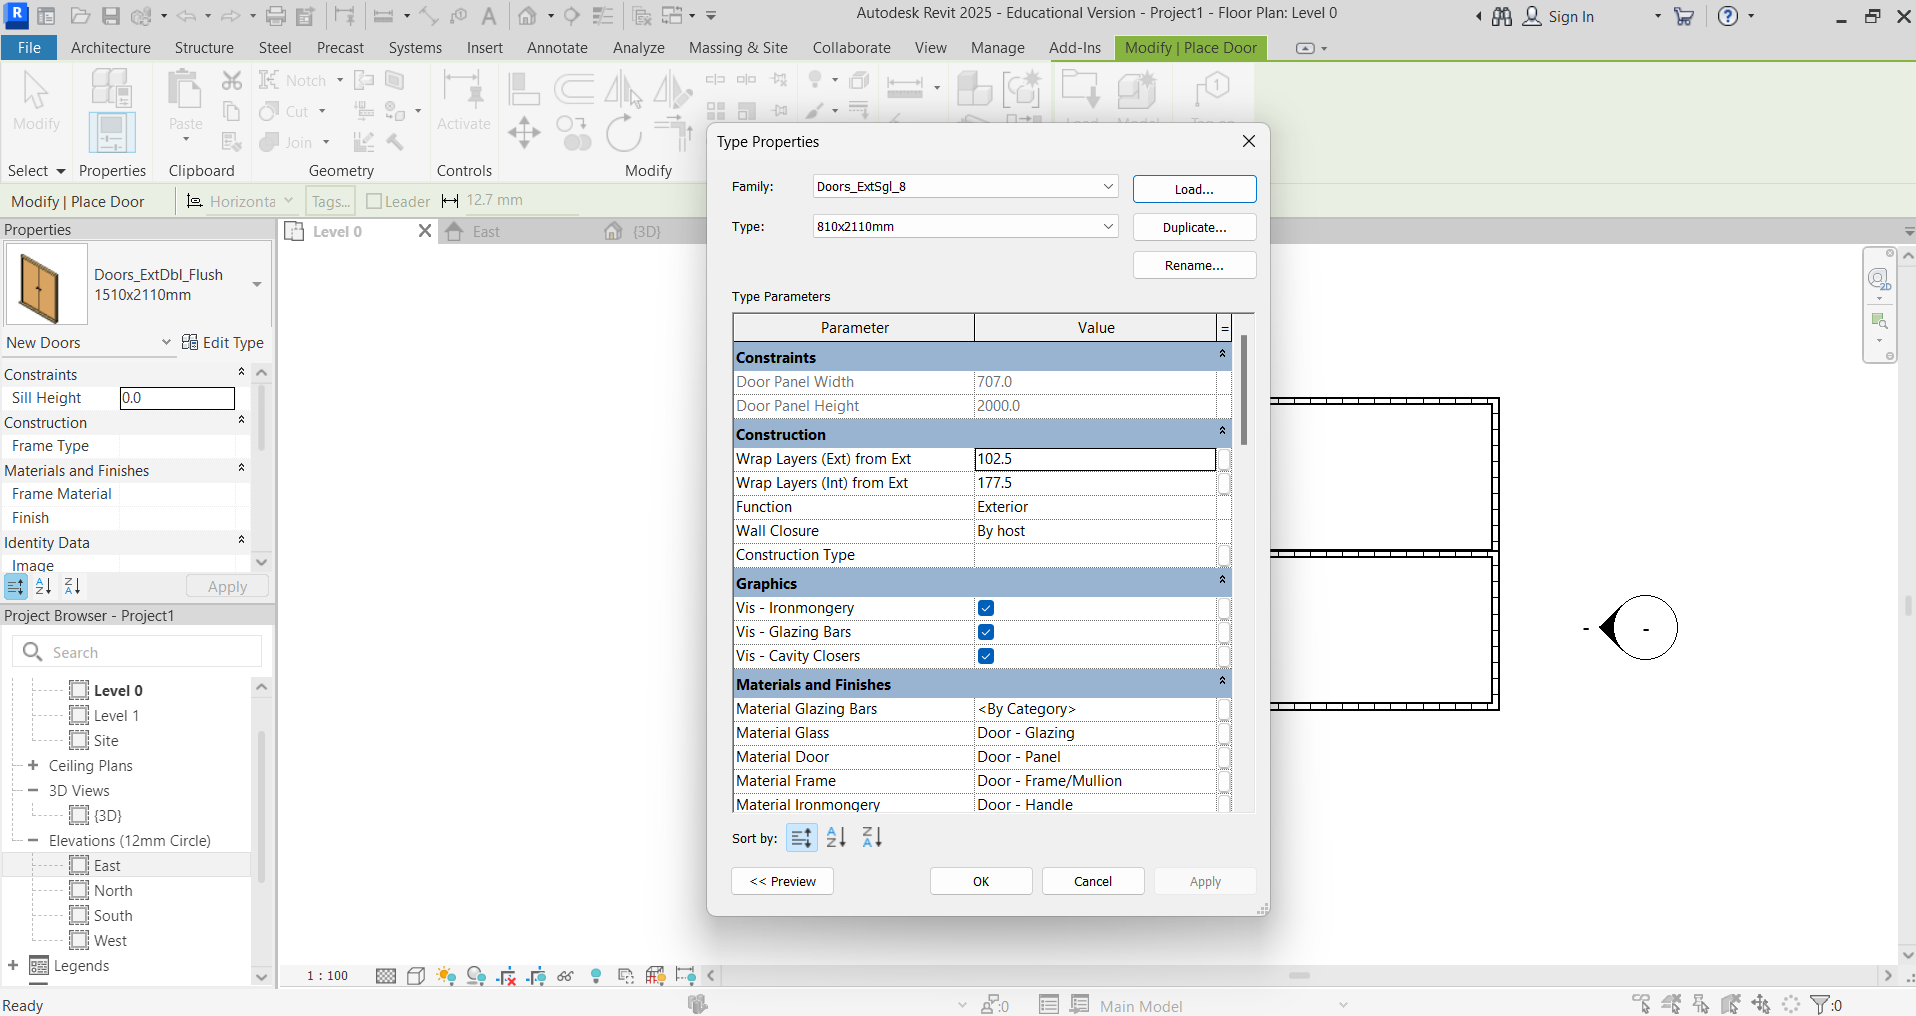 Autodesk Revit 2025 - Educational Version - Project1 - Floor Plan: Level 0
Sign In
File Architecture Structure Steel Precast Systems Insert Annotate Analyze Massing & Site Collaborate View Manage Add-Ins Modify | Place Door
Modify
Paste
Notch
Cut
Join
Activate
Select Properties Clipboard Geometry Controls Modify
Modify | Place Door
Horizonta
Tags...
Leader
12.7 mm
Properties
Level 0
East
{3D}
Doors_ExtDbl_Flush
1510x2110mm
New Doors
Edit Type
Constraints
Sill Height 0.0
Construction
Frame Type
Materials and Finishes
Frame Material
Finish
Identity Data
Image
Apply
Project Browser - Project1
Search
Level 0
Level 1
Site
Ceiling Plans
3D Views
{3D}
Elevations (12mm Circle)
East
North
South
West
Legends
Type Properties
Family: Doors_ExtSgl_8 Load...
Type: 810x2110mm Duplicate...
Rename...
Type Parameters
Parameter Value =
Constraints
Door Panel Width 707.0
Door Panel Height 2000.0
Construction
Wrap Layers (Ext) from Ext 102.5
Wrap Layers (Int) from Ext 177.5
Function Exterior
Wall Closure By host
Construction Type
Graphics
Vis - Ironmongery
Vis - Glazing Bars
Vis - Cavity Closers
Materials and Finishes
Material Glazing Bars <By Category>
Material Glass Door - Glazing
Material Door Door - Panel
Material Frame Door - Frame/Mullion
Material Ironmongery Door - Handle
Sort by:
<< Preview OK Cancel Apply
2D
1 : 100
Ready
:0
Main Model
:0